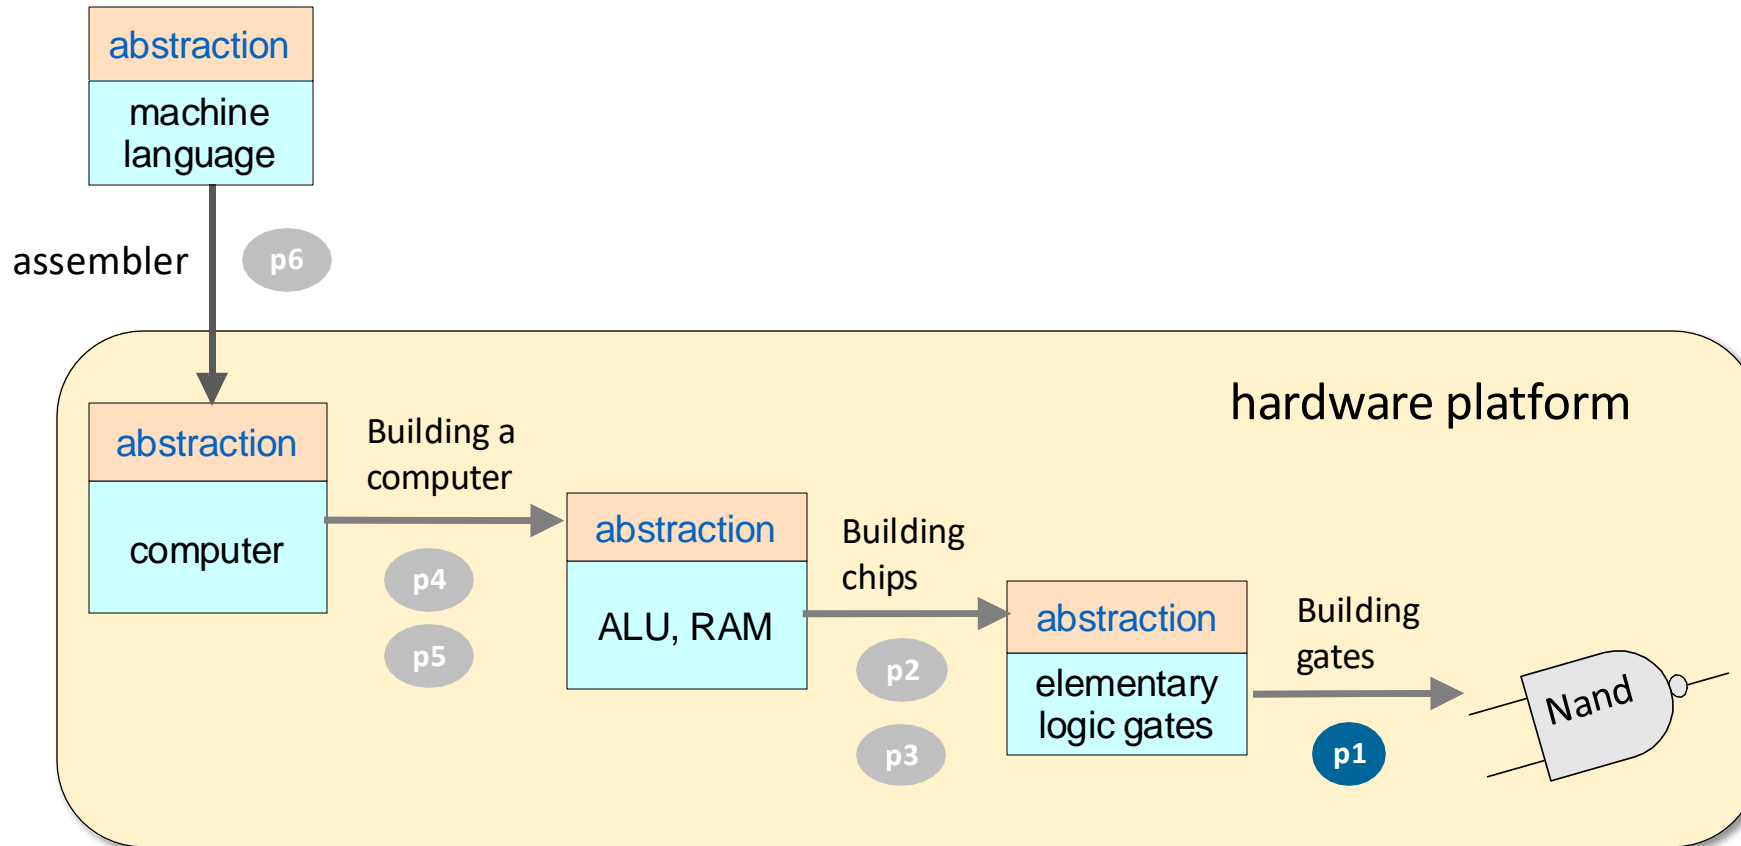 abstraction
machine
language
assembler
p6
hardware platform
abstraction
computer
Building a
computer
p4
p5
abstraction
ALU, RAM
Building
chips
p2
p3
abstraction
elementary
logic gates
Building
gates
p1
Nand